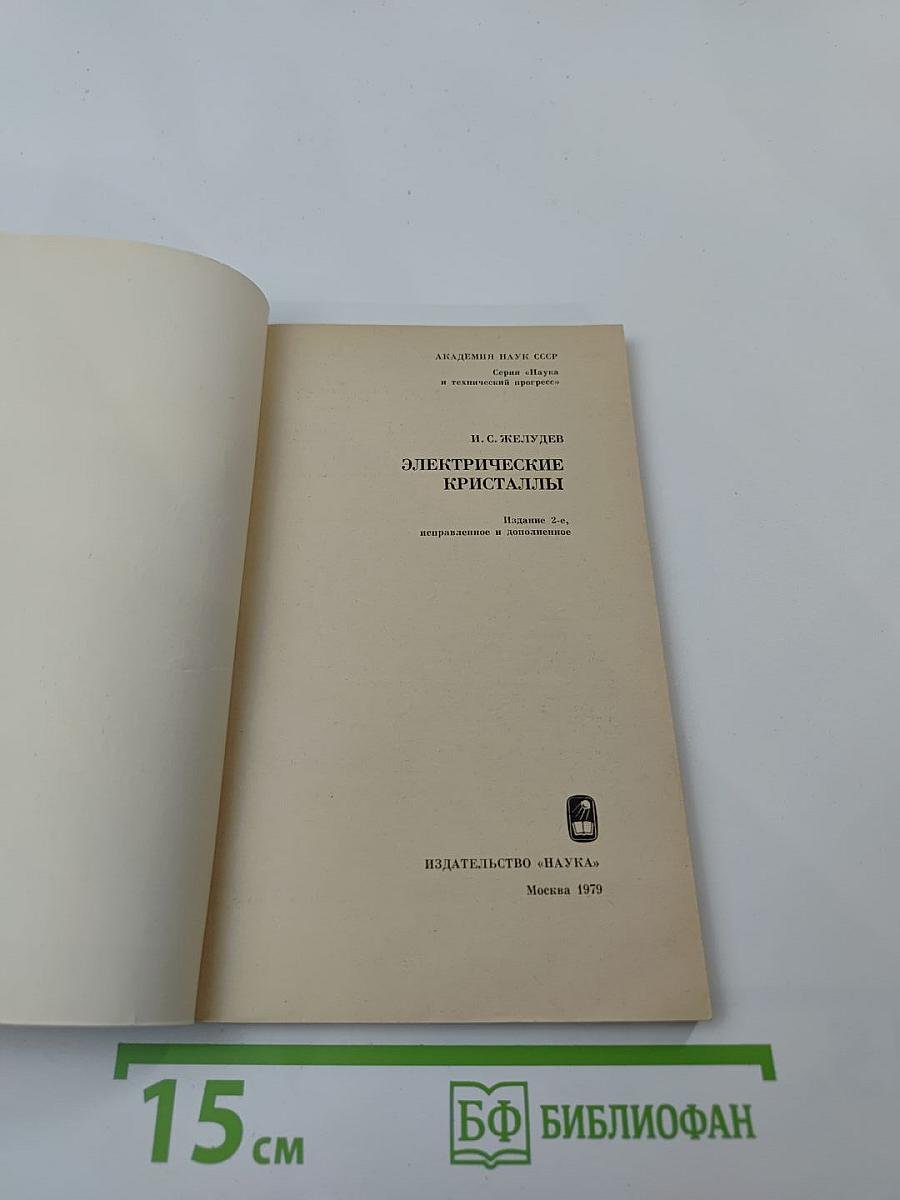 АКАДЕМИЯ НАУК СССР
Серия «Наука
и технический прогресс»
И. С. ЖЕЛУДЕВ
ЭЛЕКТРИЧЕСКИЕ
КРИСТАЛЛЫ
Издание 2-е,
исправленное и дополненное
ИЗДАТЕЛЬСТВО «НАУКА»
Москва 1979
15 см
БФ БИБЛИОФАН